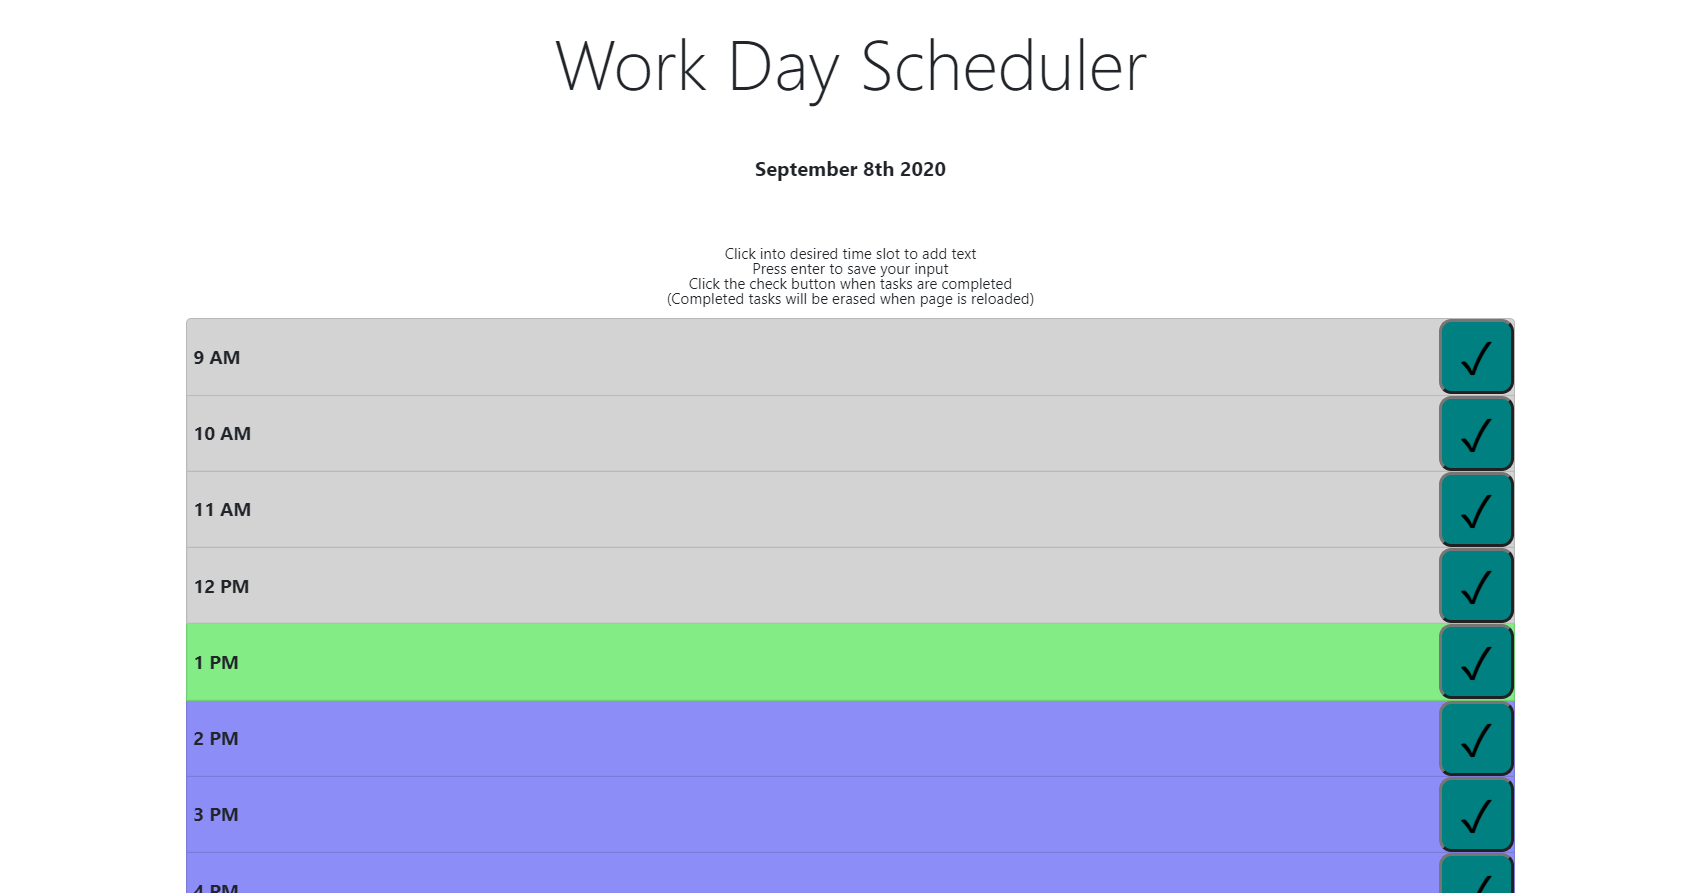 Work Day Scheduler
September 8th 2020
Click into desired time slot to add text
Press enter to save your input
Click the check button when tasks are completed
(Completed tasks will be erased when page is reloaded)
9 AM
✓
10 AM
✓
11 AM
✓
12 PM
✓
1 PM
✓
2 PM
✓
3 PM
✓
4 PM
✓